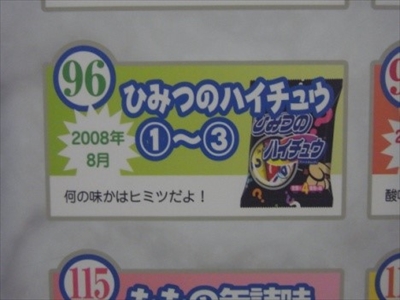 96
ひみつのハイチュウ
①～③
2008年
8月
ひみつの
ハイチュウ
何の味かはヒミツだよ！
酸
115